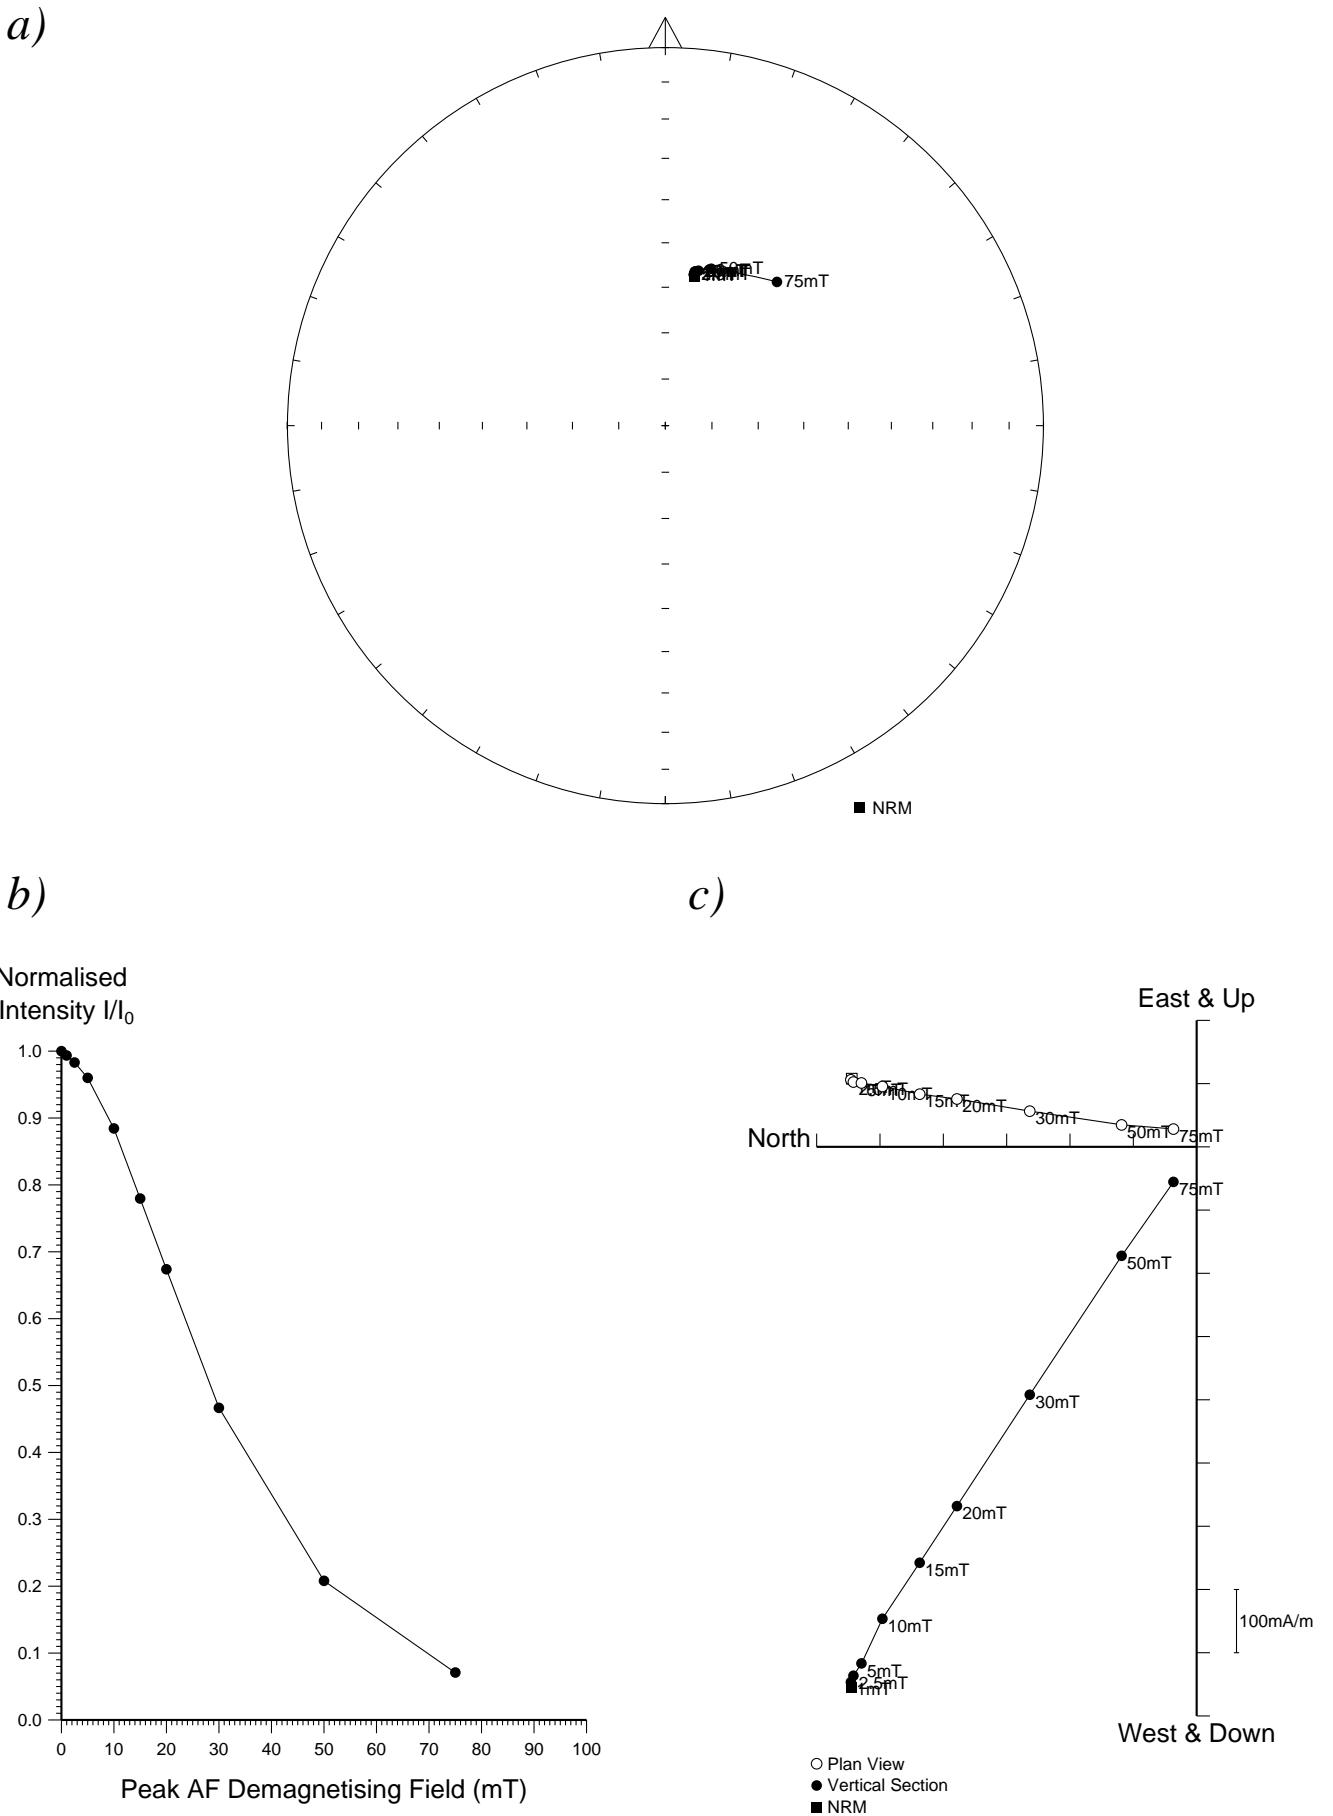 a)
50mT
75mT
NRM
b)
c)
Normalised
Intensity I/I0
1.0
0.9
0.8
0.7
0.6
0.5
0.4
0.3
0.2
0.1
0.0
0 10 20 30 40 50 60 70 80 90 100
Peak AF Demagnetising Field (mT)
East & Up
North
10mT
15mT
20mT
30mT
50mT
75mT
75mT
50mT
30mT
20mT
15mT
10mT
5mT
2.5mT
1mT
100mA/m
West & Down
Plan View
Vertical Section
NRM